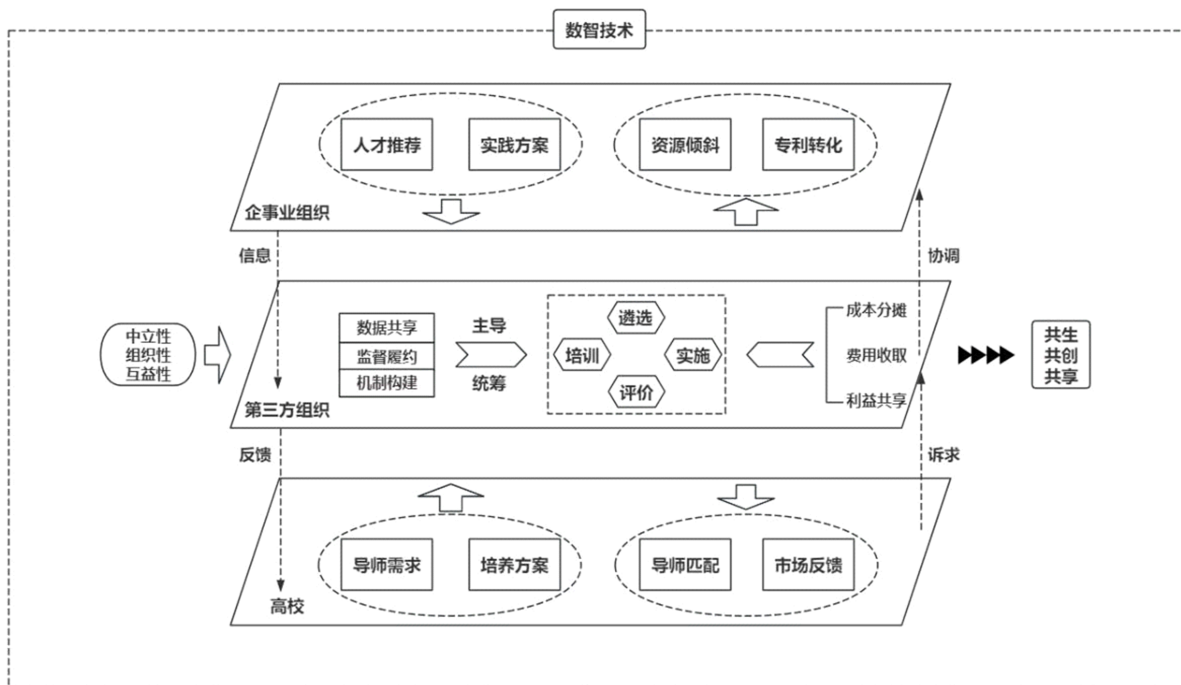 数智技术
人才推荐
实践方案
资源倾斜
专利转化
企事业组织
信息
协调
中立性
组织性
互益性
数据共享
监督履约
机制构建
主导
统筹
遴选
培训
实施
评价
成本分摊
费用收取
利益共享
共生
共创
共享
第三方组织
反馈
诉求
导师需求
培养方案
导师匹配
市场反馈
高校